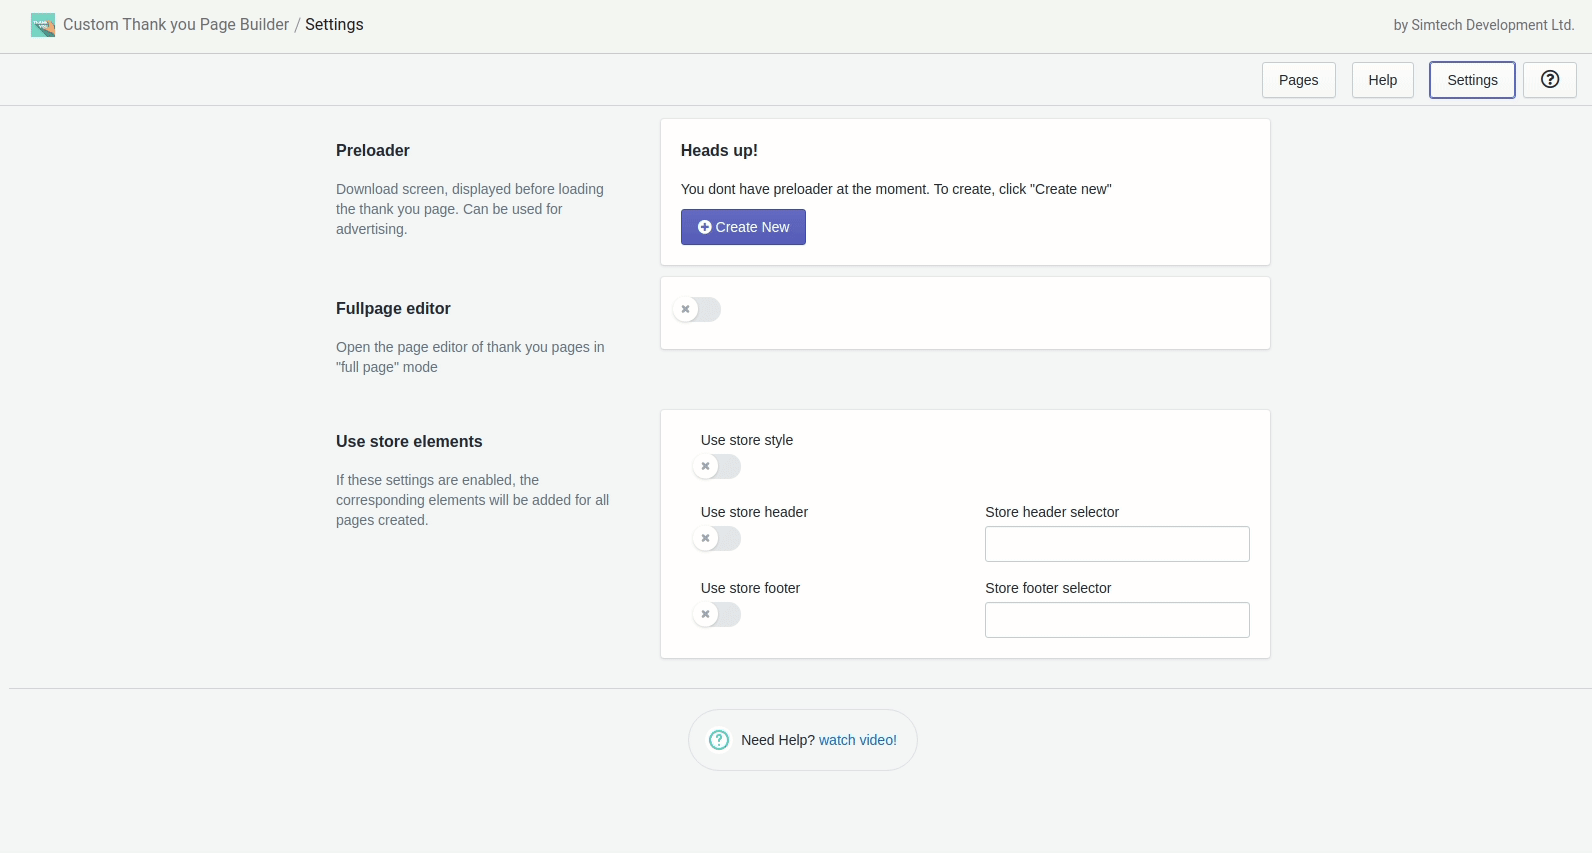 Custom Thank you Page Builder / Settings
by Simtech Development Ltd.
Pages
Help
Settings
Preloader
Download screen, displayed before loading
the thank you page. Can be used for
advertising.
Heads up!
You dont have preloader at the moment. To create, click "Create new"
Create New
Fullpage editor
Open the page editor of thank you pages in
"full page" mode
Use store elements
If these settings are enabled, the
corresponding elements will be added for all
pages created.
Use store style
Use store header
Store header selector
Use store footer
Store footer selector
Need Help? watch video!